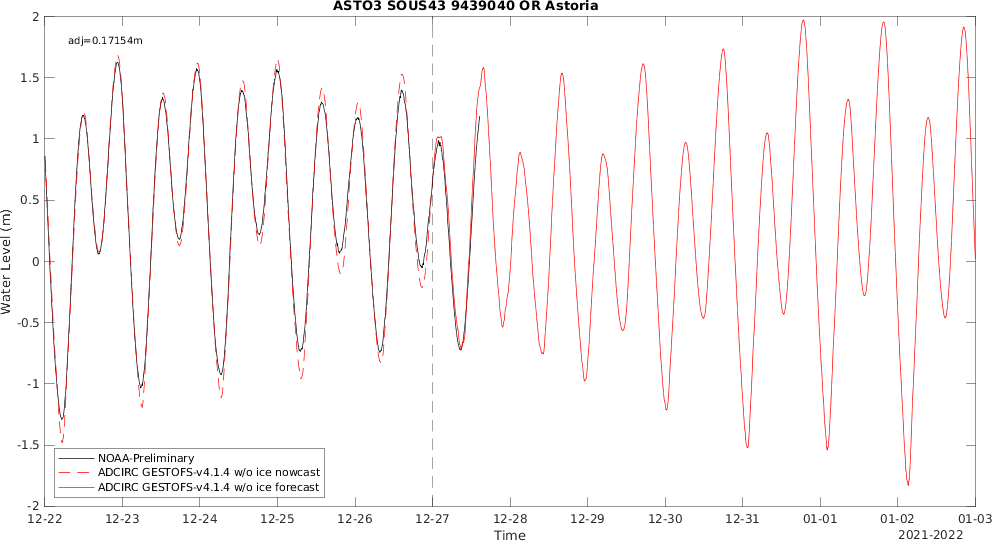 ASTO3 SOUS43 9439040 OR Astoria
adj=0.17154m
2
1.5
1
0.5
0
-0.5
-1
-1.5
-2
Water Level (m)
NOAA-Preliminary
ADCIRC GESTOFS-v4.1.4 w/o ice nowcast
ADCIRC GESTOFS-v4.1.4 w/o ice forecast
12-22 12-23 12-24 12-25 12-26 12-27 12-28 12-29 12-30 12-31 01-01 01-02 01-03
Time
2021-2022